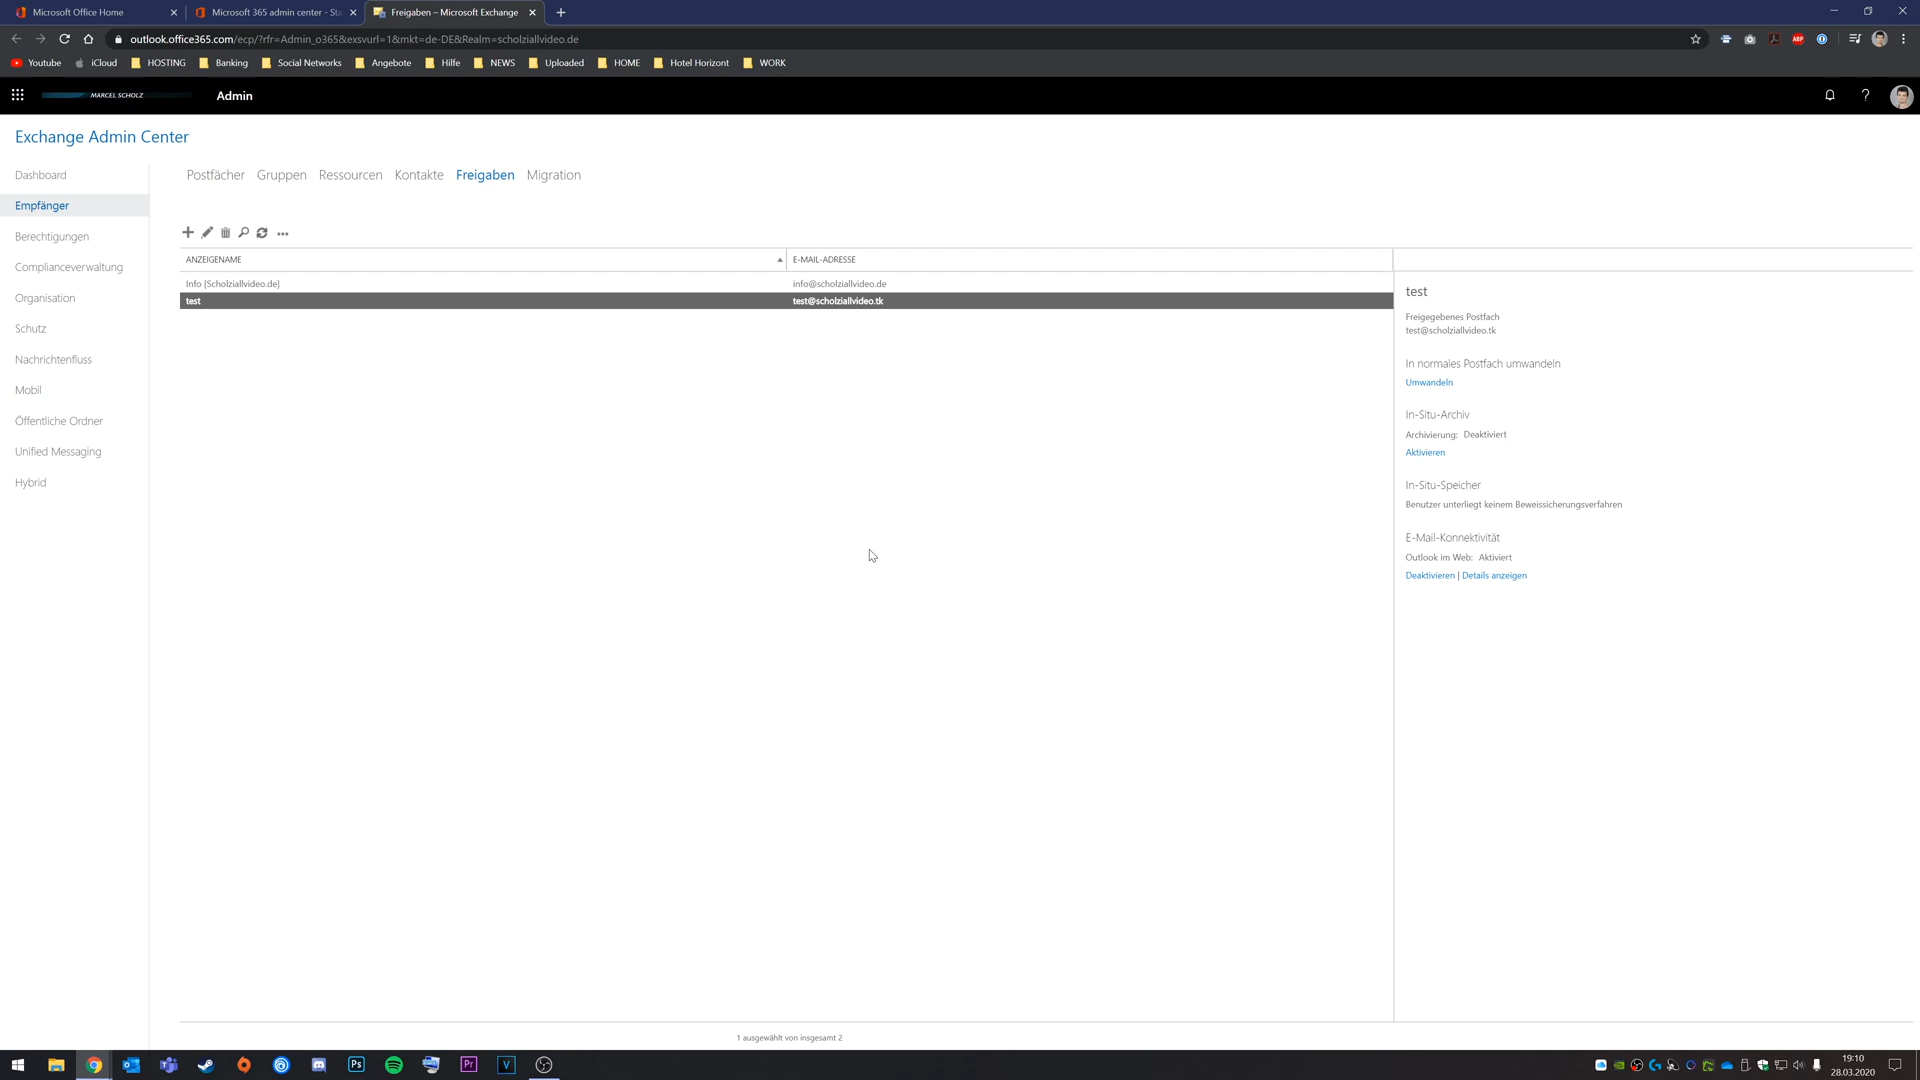 Microsoft Office Home
Microsoft 365 admin center - Sta
Freigaben – Microsoft Exchange
outlook.office365.com/ecp/?rfr=Admin_o365&exsvurl=1&mkt=de-DE&Realm=scholziallvideo.de
Youtube iCloud HOSTING Banking Social Networks Angebote Hilfe NEWS Uploaded HOME Hotel Horizont WORK
MARCEL SCHOLZ
Admin
Exchange Admin Center
Dashboard
Empfänger
Berechtigungen
Complianceverwaltung
Organisation
Schutz
Nachrichtenfluss
Mobil
Öffentliche Ordner
Unified Messaging
Hybrid
Postfächer Gruppen Ressourcen Kontakte Freigaben Migration
ANZEIGENAME E-MAIL-ADRESSE
Info [Scholziallvideo.de] info@scholziallvideo.de
test test@scholziallvideo.tk
test
Freigegebenes Postfach
test@scholziallvideo.tk
In normales Postfach umwandeln
Umwandeln
In-Situ-Archiv
Archivierung: Deaktiviert
Aktivieren
In-Situ-Speicher
Benutzer unterliegt keinem Beweissicherungsverfahren
E-Mail-Konnektivität
Outlook im Web: Aktiviert
Deaktivieren | Details anzeigen
1 ausgewählt von insgesamt 2
ABP
Ps
Pr
V
19:10
28.03.2020